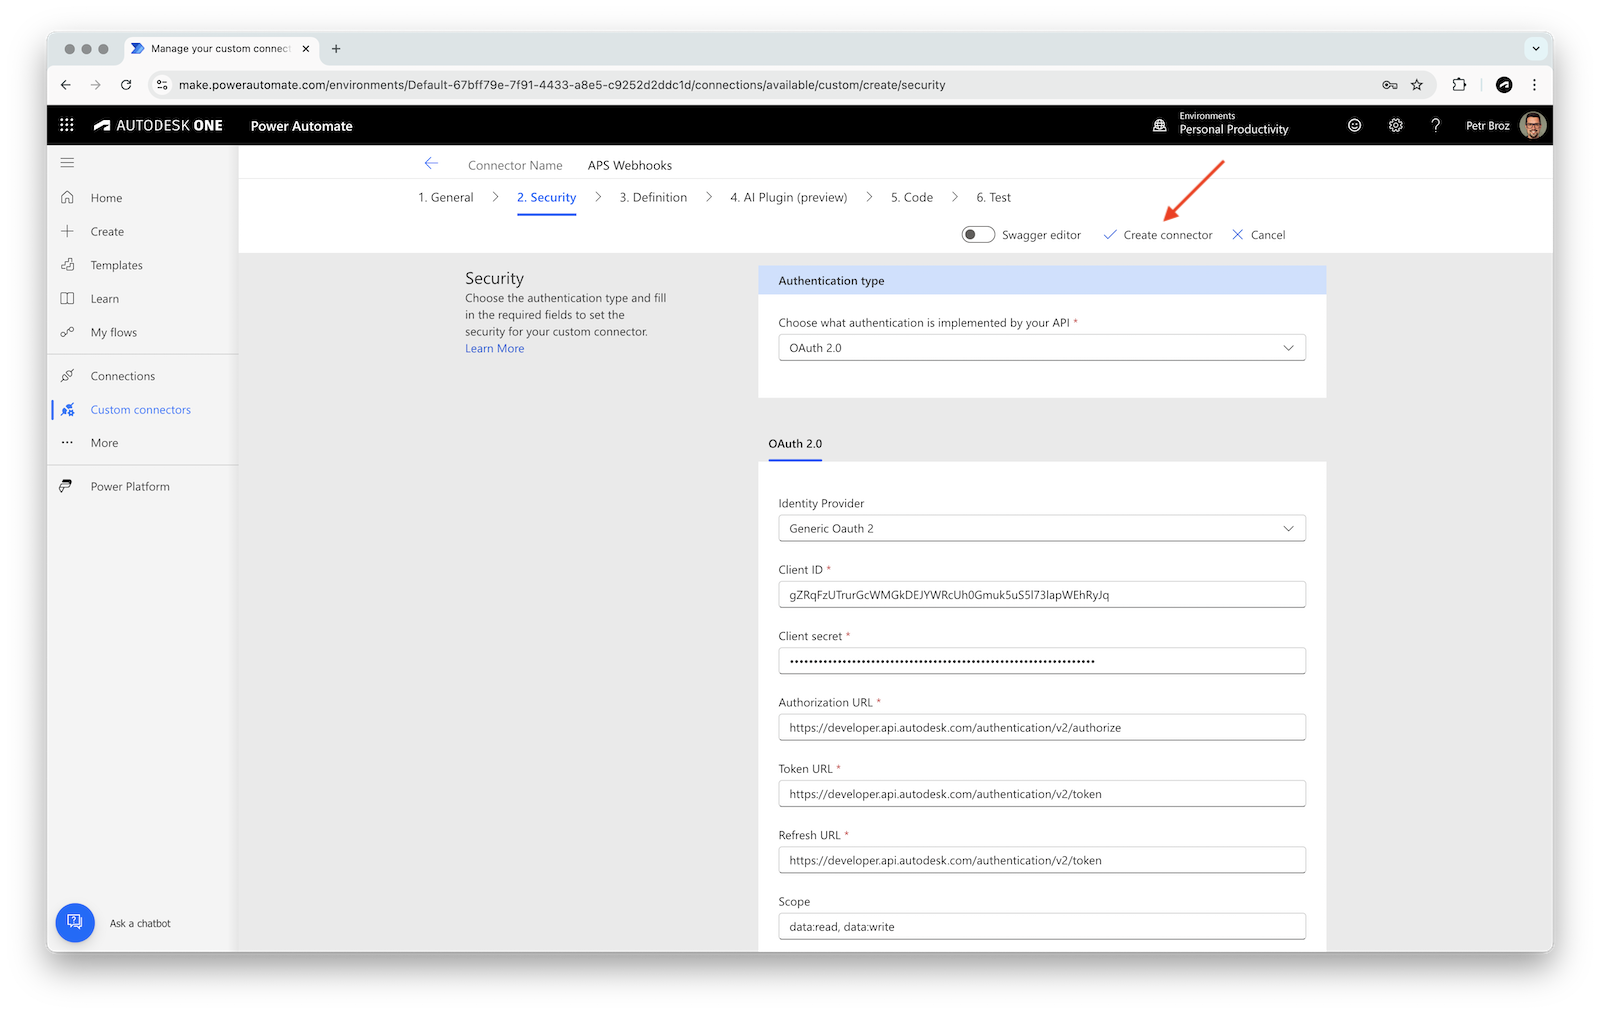 Manage your custom connect
make.powerautomate.com/environments/Default-67bff79e-7f91-4433-a8e5-c9252d2ddc1d/connections/available/custom/create/security
AUTODESK ONE
Power Automate
Environments
Personal Productivity
Petr Broz
Connector Name
APS Webhooks
1. General
2. Security
3. Definition
4. AI Plugin (preview)
5. Code
6. Test
Swagger editor
Create connector
Cancel
Home
Create
Templates
Learn
My flows
Connections
Custom connectors
More
Power Platform
Ask a chatbot
Security
Choose the authentication type and fill
in the required fields to set the
security for your custom connector.
Learn More
Authentication type
Choose what authentication is implemented by your API *
OAuth 2.0
OAuth 2.0
Identity Provider
Generic Oauth 2
Client ID *
gZRqFzUTrurGcWMGkDEJYWRcUh0Gmuk5uS5I73lapWEhRyJq
Client secret *
Authorization URL *
https://developer.api.autodesk.com/authentication/v2/authorize
Token URL *
https://developer.api.autodesk.com/authentication/v2/token
Refresh URL *
https://developer.api.autodesk.com/authentication/v2/token
Scope
data:read, data:write